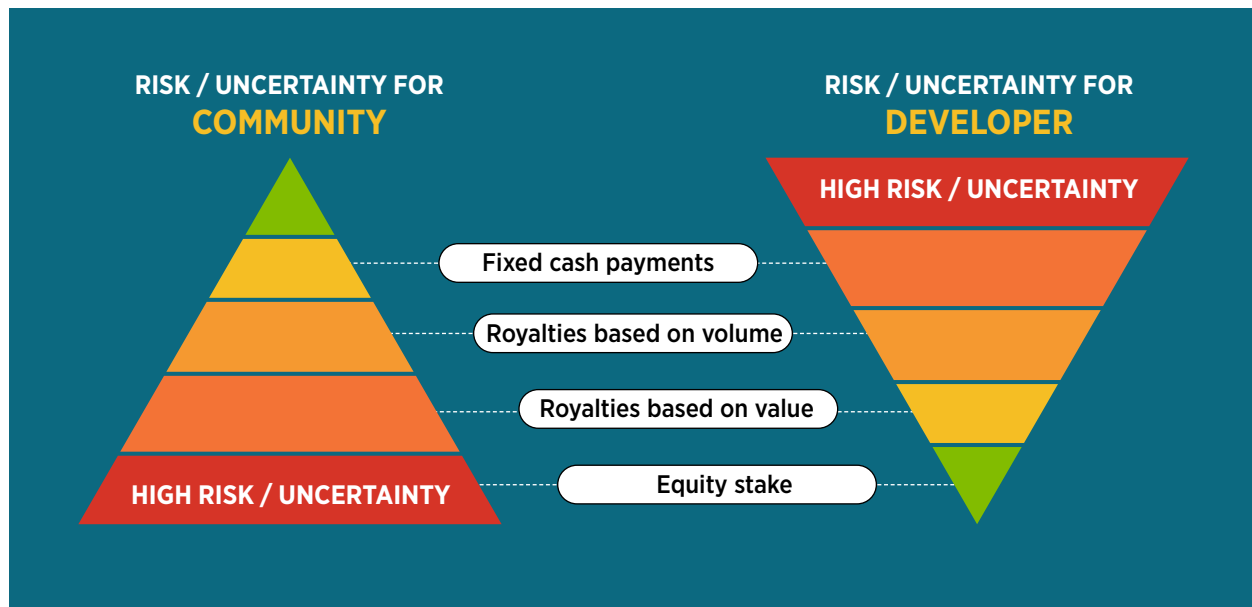 RISK / UNCERTAINTY FOR
COMMUNITY
RISK / UNCERTAINTY FOR
DEVELOPER
HIGH RISK / UNCERTAINTY
Fixed cash payments
Royalties based on volume
Royalties based on value
Equity stake
HIGH RISK / UNCERTAINTY